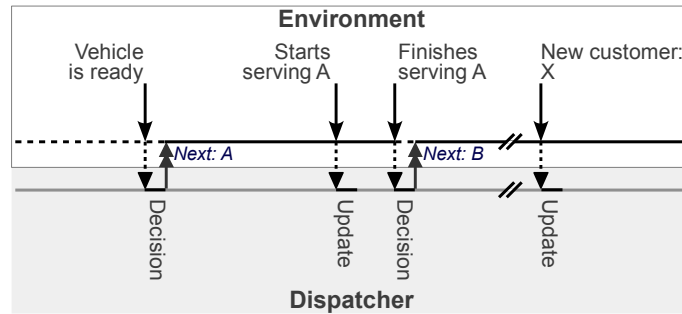 Environment
Vehicle
is ready
Starts
serving A
Finishes
serving A
New customer:
X
Next: A
Next: B
Decision
Update
Decision
Update
Dispatcher